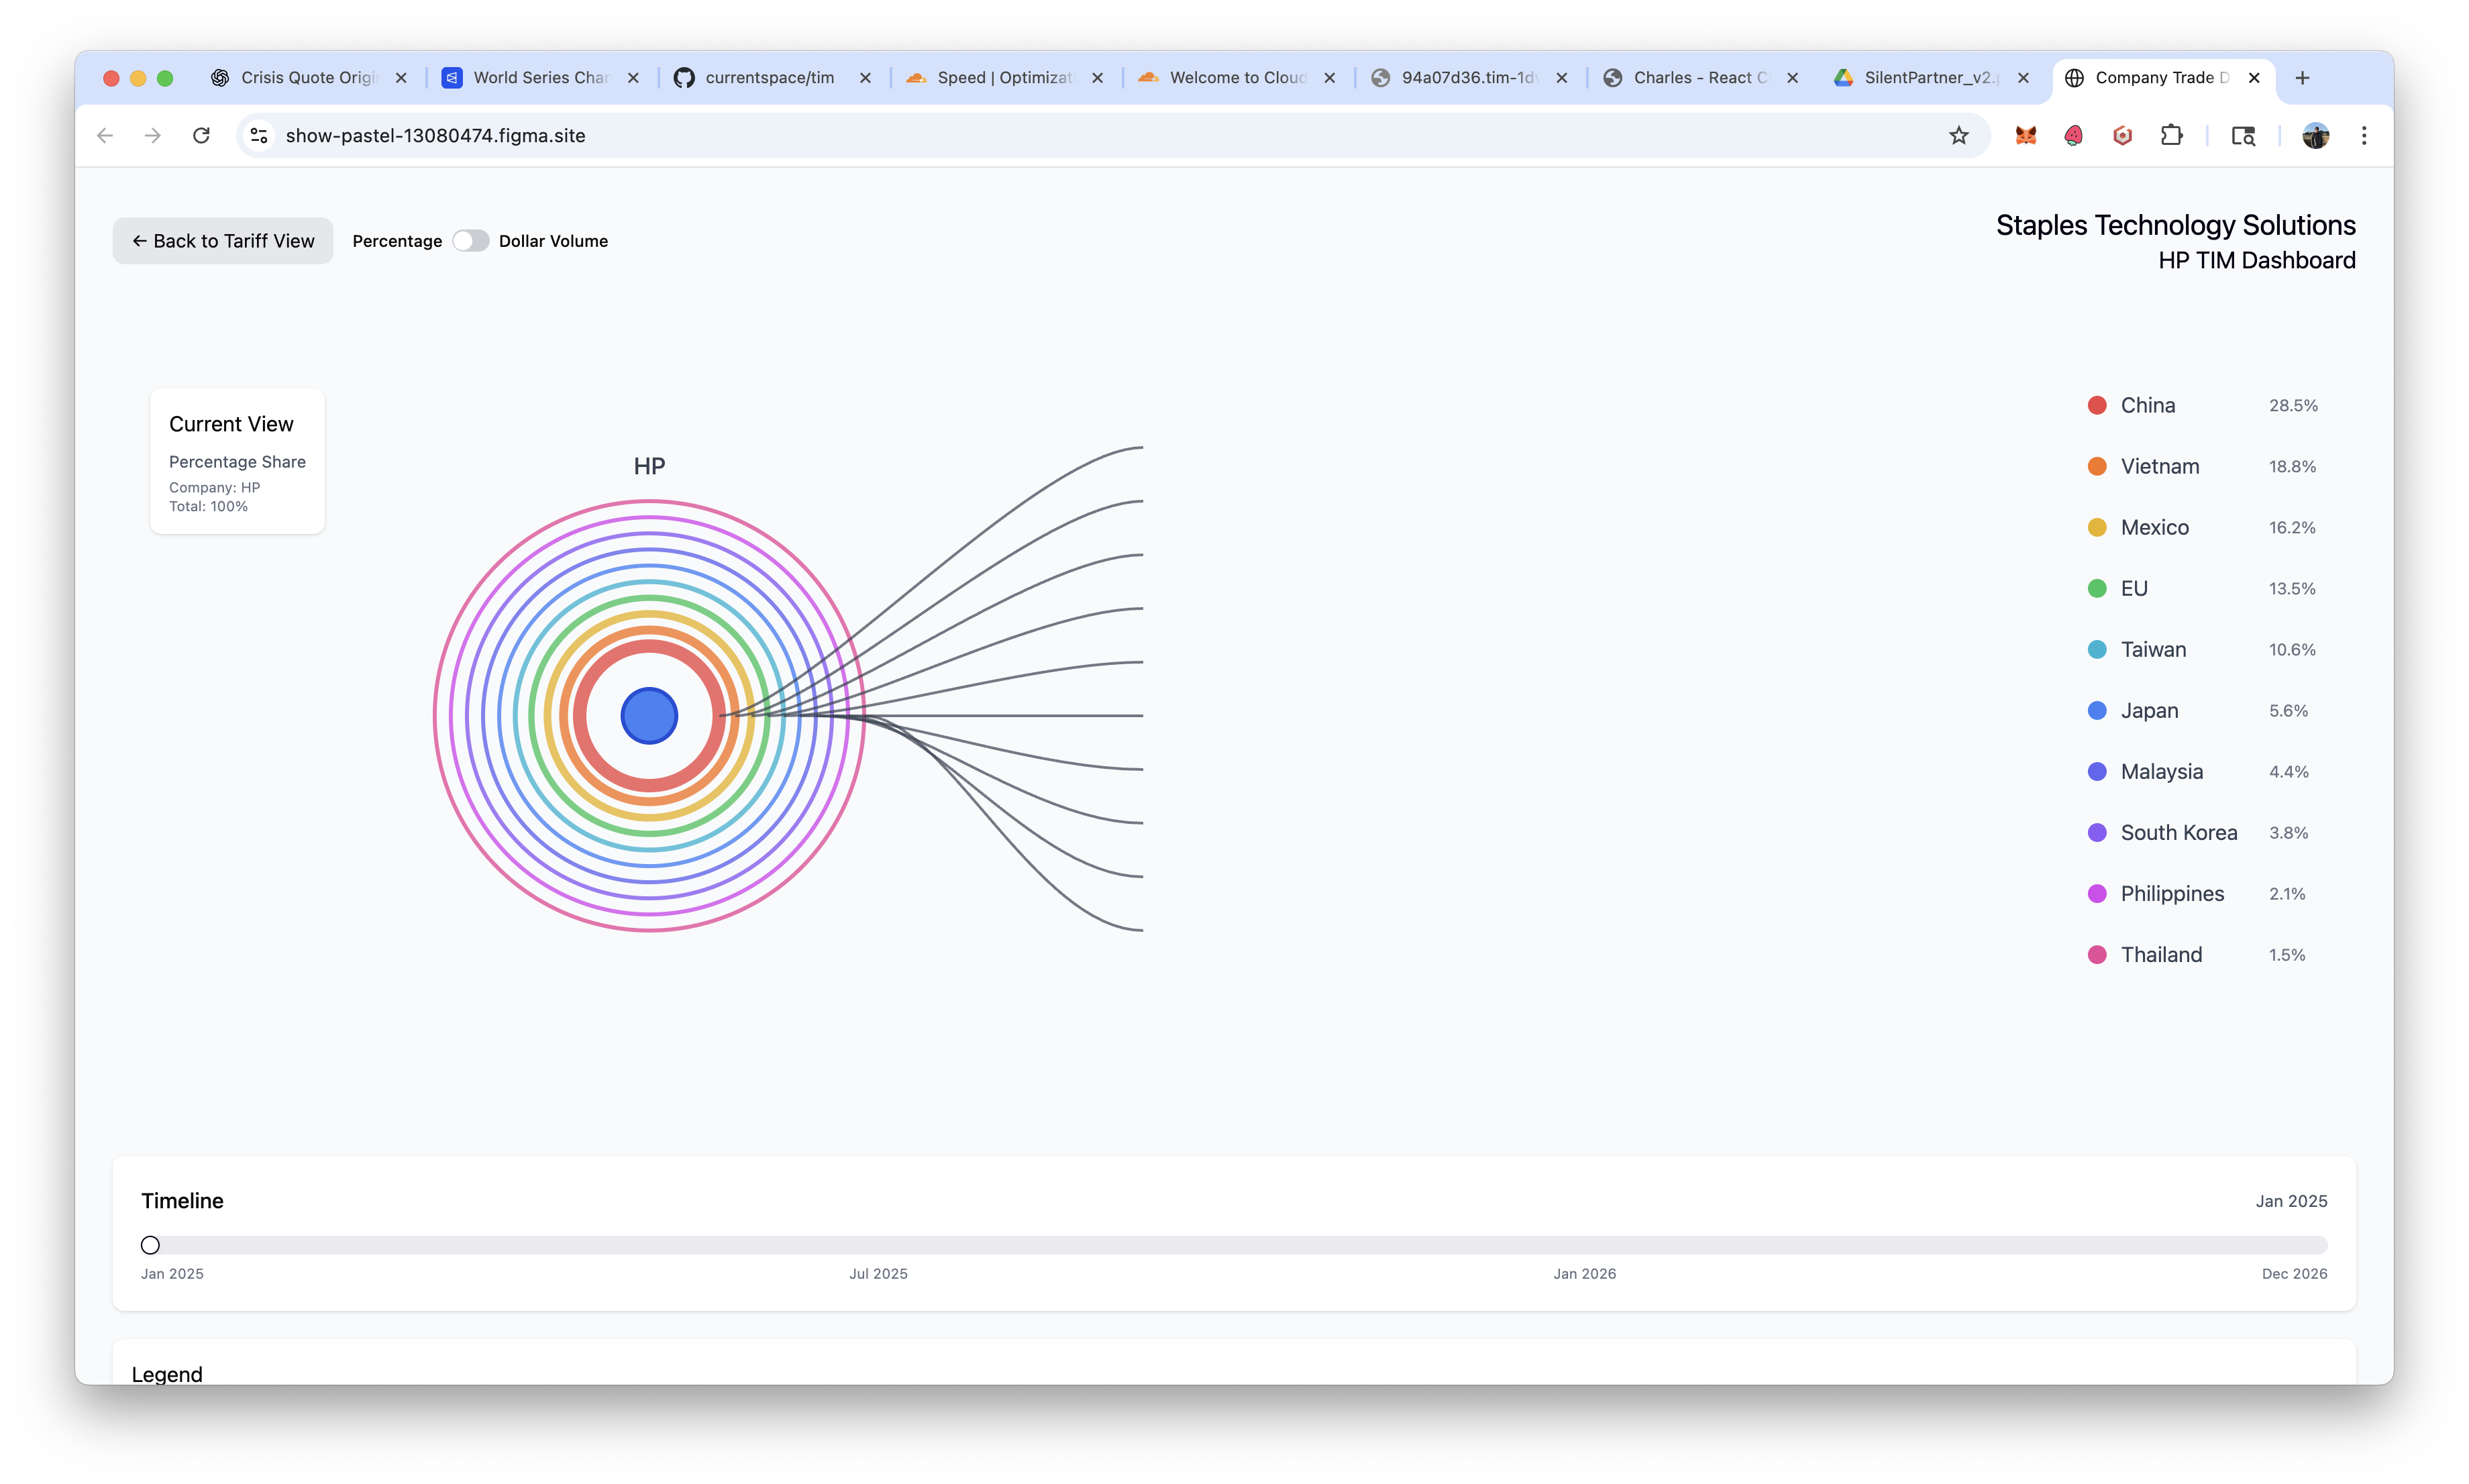 Crisis Quote Origi
World Series Char
currentspace/tim
Speed | Optimizat
Welcome to Cloud
94a07d36.tim-1d
Charles - React C
SilentPartner_v2.
Company Trade D
show-pastel-13080474.figma.site
← Back to Tariff View
Percentage
Dollar Volume
Staples Technology Solutions
HP TIM Dashboard
Current View
Percentage Share
Company: HP
Total: 100%
HP
China 28.5%
Vietnam 18.8%
Mexico 16.2%
EU 13.5%
Taiwan 10.6%
Japan 5.6%
Malaysia 4.4%
South Korea 3.8%
Philippines 2.1%
Thailand 1.5%
Timeline
Jan 2025
Jan 2025
Jul 2025
Jan 2026
Dec 2026
Legend